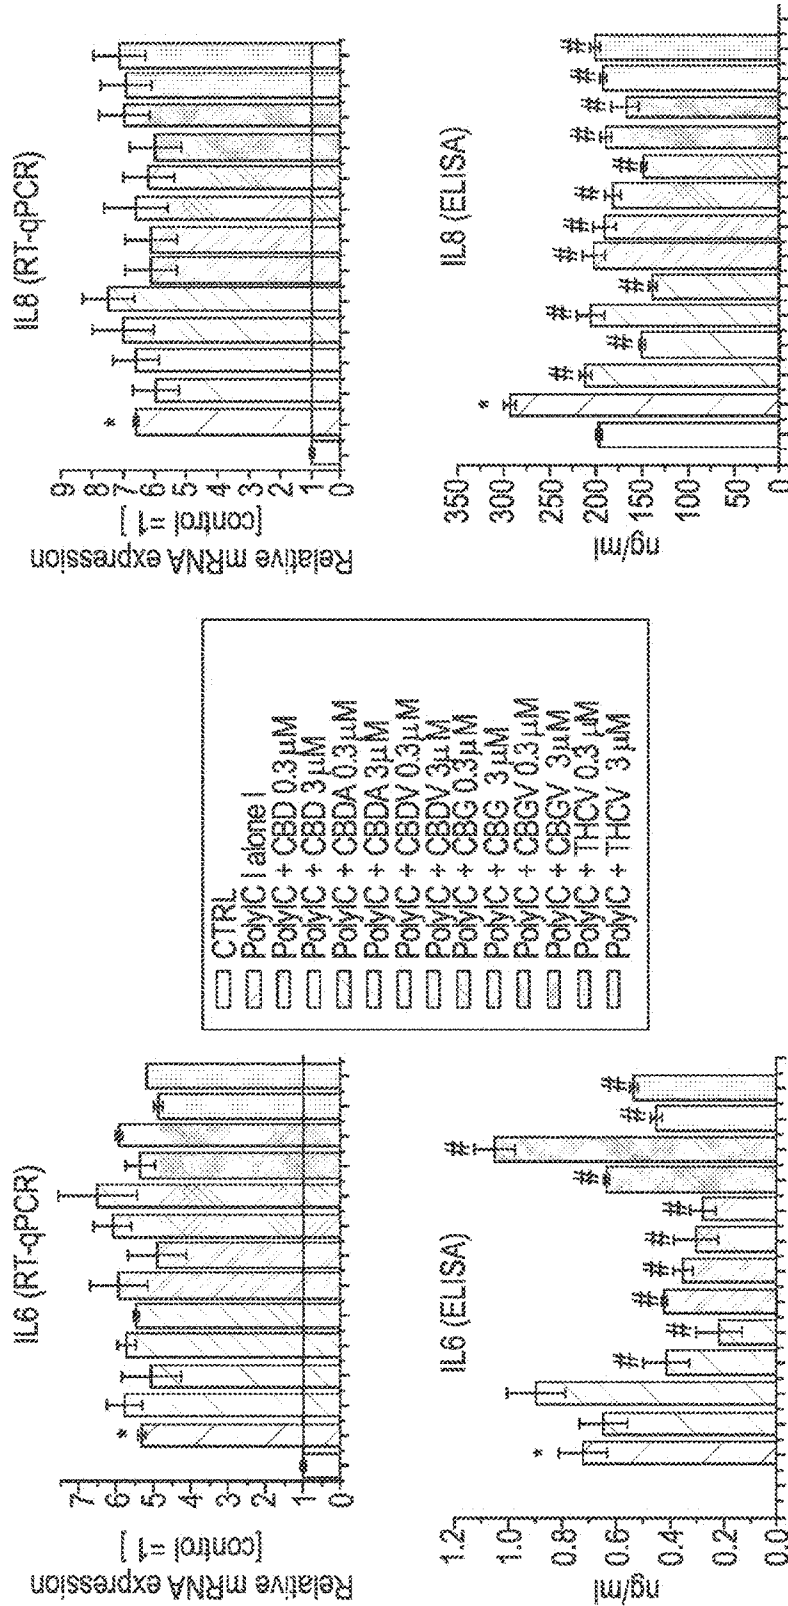 IL6 (RT-qPCR)
Relative mRNA expression
[control =1 ]
7
6
5
4
3
2
1
0
*
IL6 (ELISA)
ng/ml
1.2
1.0
0.8
0.6
0.4
0.2
0.0
*
#
#
#
#
#
#
#
#
#
#
CTRL
PolyIC | alone |
PolyIC + CBD 0.3 µM
PolyIC + CBD 3 µM
PolyIC + CBDA 0.3 µM
PolyIC + CBDA 3 µM
PolyIC + CBDV 0.3 µM
PolyIC + CBDV 3 µM
PolyIC + CBG 0.3 µM
PolyIC + CBG 3 µM
PolyIC + CBGV 0.3 µM
PolyIC + CBGV 3 µM
PolyIC + THCV 0.3 µM
PolyIC + THCV 3 µM
IL8 (RT-qPCR)
Relative mRNA expression
[control =1 ]
9
8
7
6
5
4
3
2
1
0
*
IL8 (ELISA)
ng/ml
350
300
250
200
150
100
50
0
*
#
#
#
#
#
#
#
#
#
#
#
#